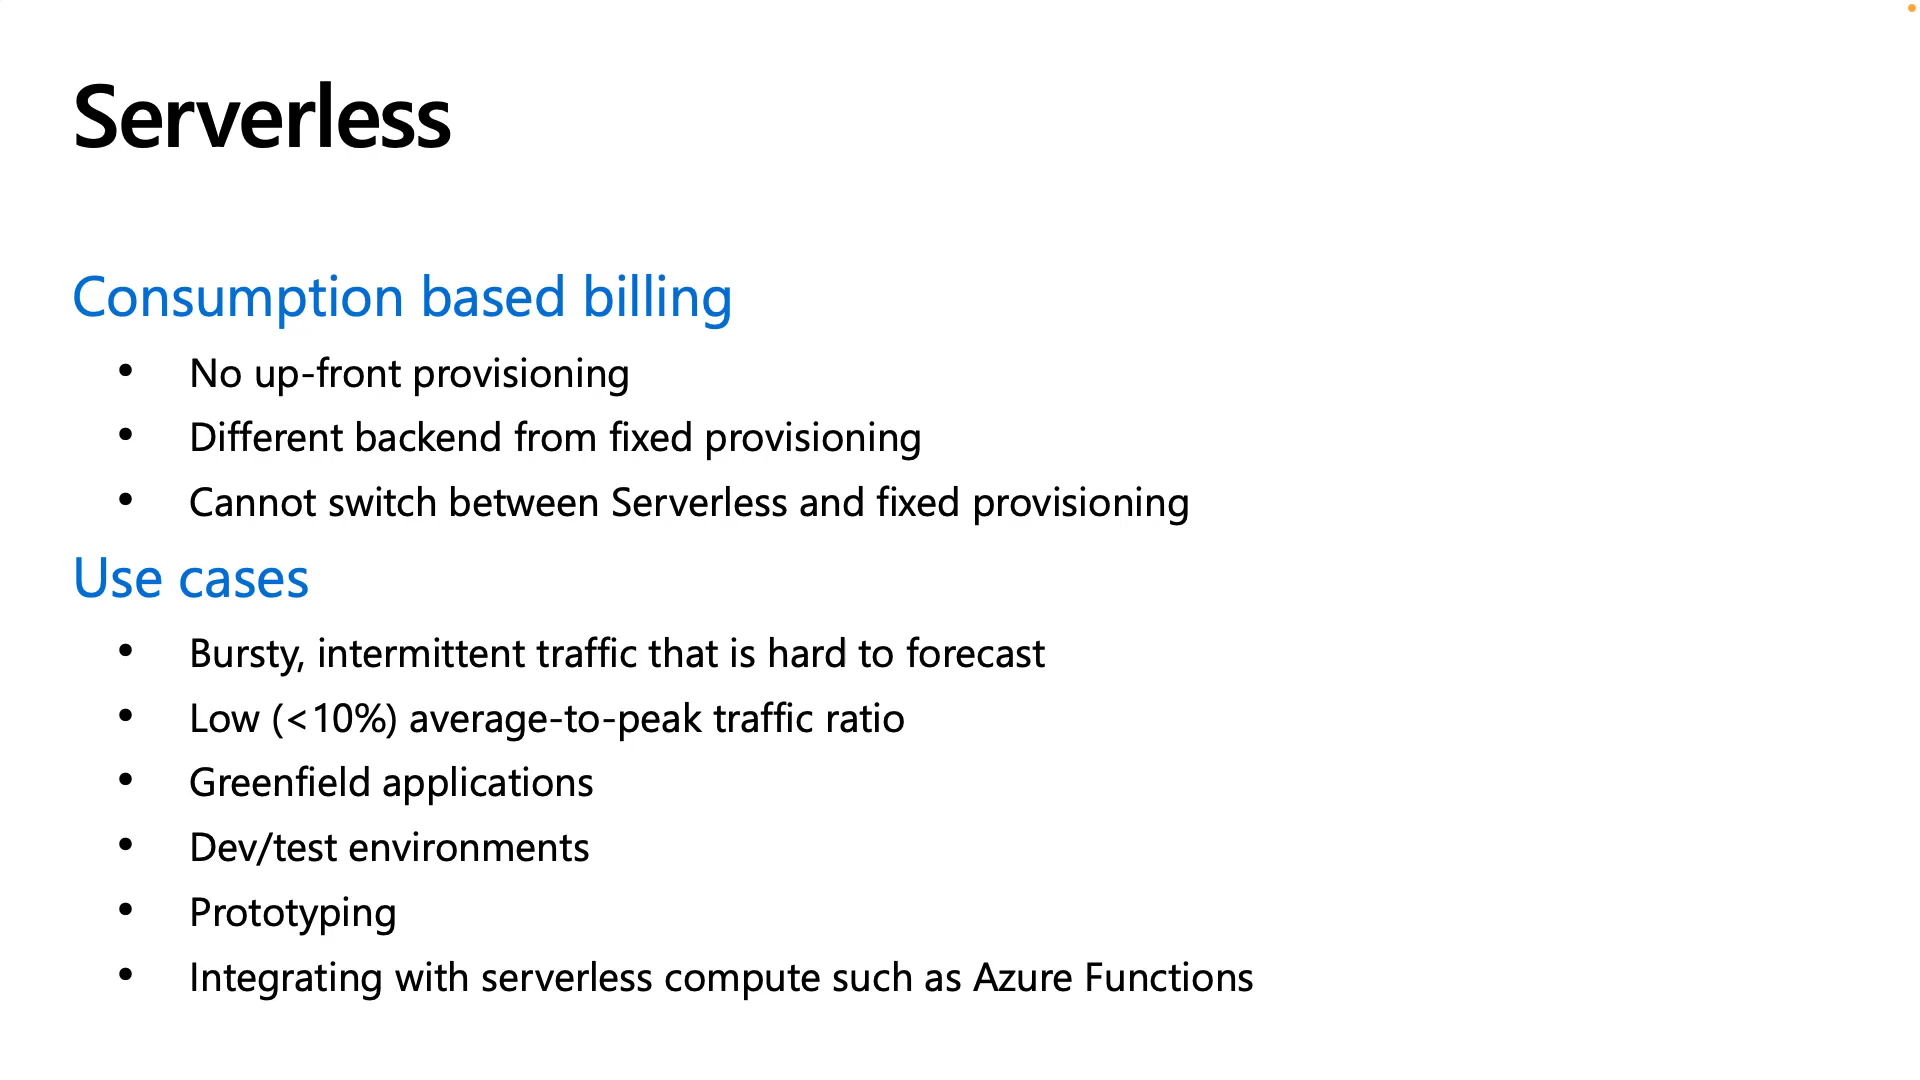 Serverless
Consumption based billing
• No up-front provisioning
• Different backend from fixed provisioning
• Cannot switch between Serverless and fixed provisioning
Use cases
• Bursty, intermittent traffic that is hard to forecast
• Low (<10%) average-to-peak traffic ratio
• Greenfield applications
• Dev/test environments
• Prototyping
• Integrating with serverless compute such as Azure Functions